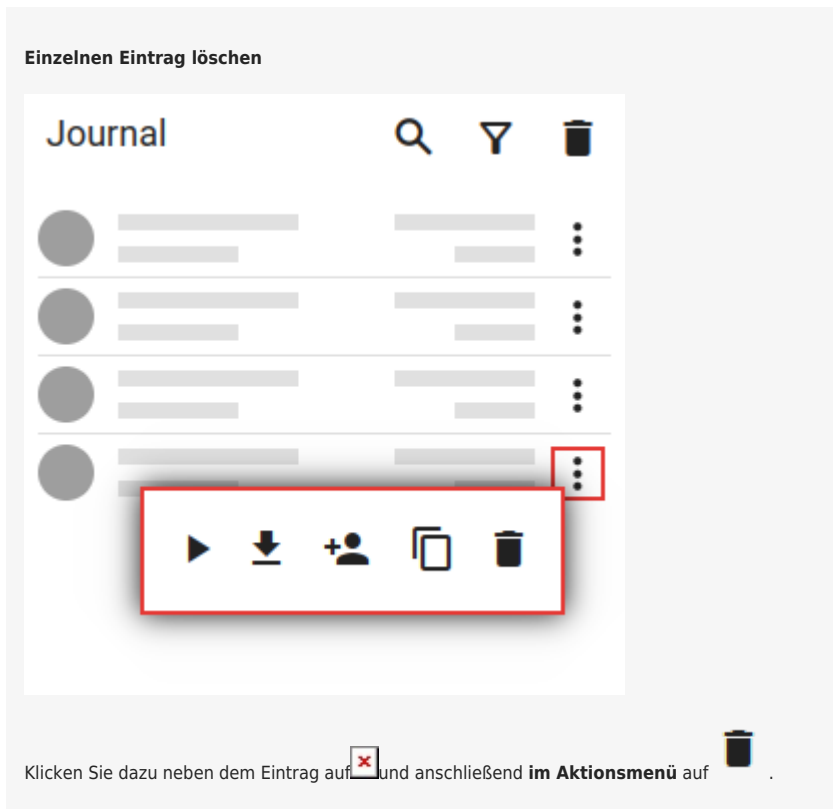 Einzelnen Eintrag löschen
Journal
Klicken Sie dazu neben dem Eintrag auf und anschließend im Aktionsmenü auf .